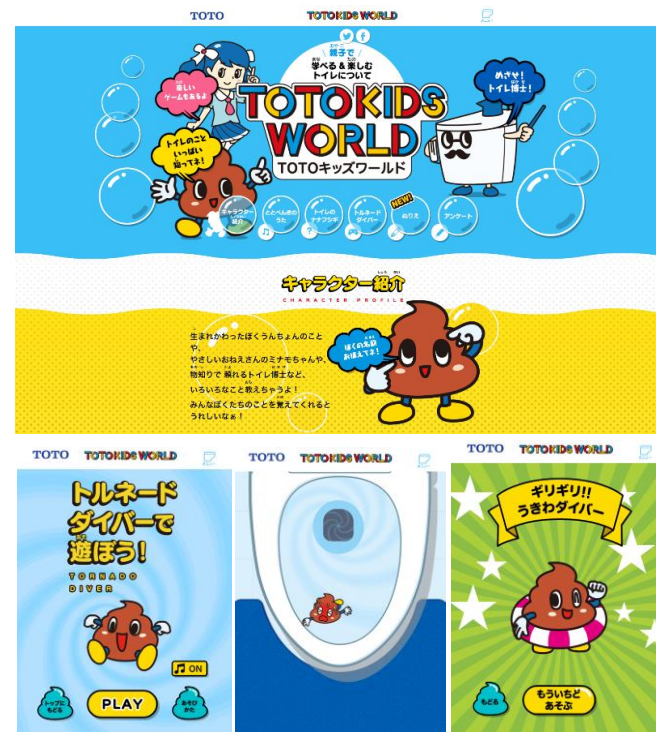 TOTO
TOTOKIDS WORLD
親子で
学べる&楽しむ
トイレについて
TOTOKIDS
WORLD
TOTOキッズワールド
楽しい
ゲームもあるよ
めざせ!
トイレ博士!
トイレのこと
いっぱい
知ってネ!
キャラクター
紹介
ととべんきの
うた
トイレの
ナナフシギ
トルネード
ダイバー
NEW!
ぬりえ
アンケート
キャラクター紹介
CHARACTER PROFILE
生まれかわったぼくうんちょんのこと
や、
やさしいおねえさんのミナモちゃんや、
物知りで 頼れるトイレ博士など、
いろいろなこと教えちゃうよ!
みんなぼくたちのことを覚えてくれると
うれしいなぁ!
ぼくの名前
おぼえてネ!
TOTO
TOTOKIDS WORLD
トルネード
ダイバーで
遊ぼう!
TORNADO
DIVER
ON
トップに
もどる
PLAY
あそび
かた
TOTO
TOTOKIDS WORLD
TOTO
TOTOKIDS WORLD
ギリギリ!!
うきわダイバー
もどる
もういちど
あそぶ